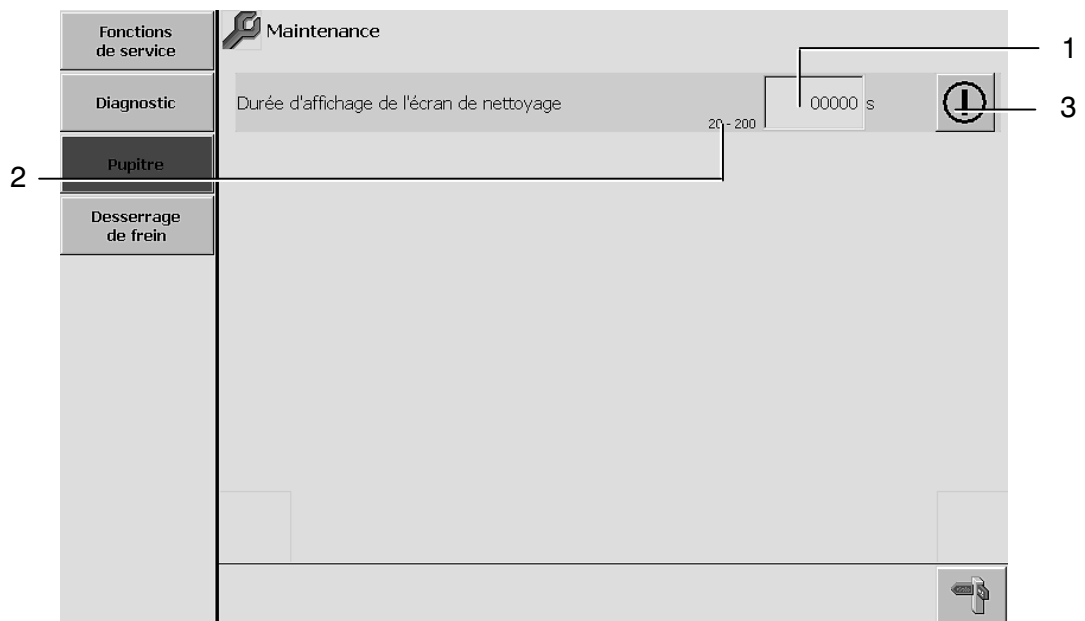 Fonctions
de service
Maintenance
1
Diagnostic
Durée d'affichage de l'écran de nettoyage
20 - 200
00000 s
3
Pupitre
2
Desserrage
de frein